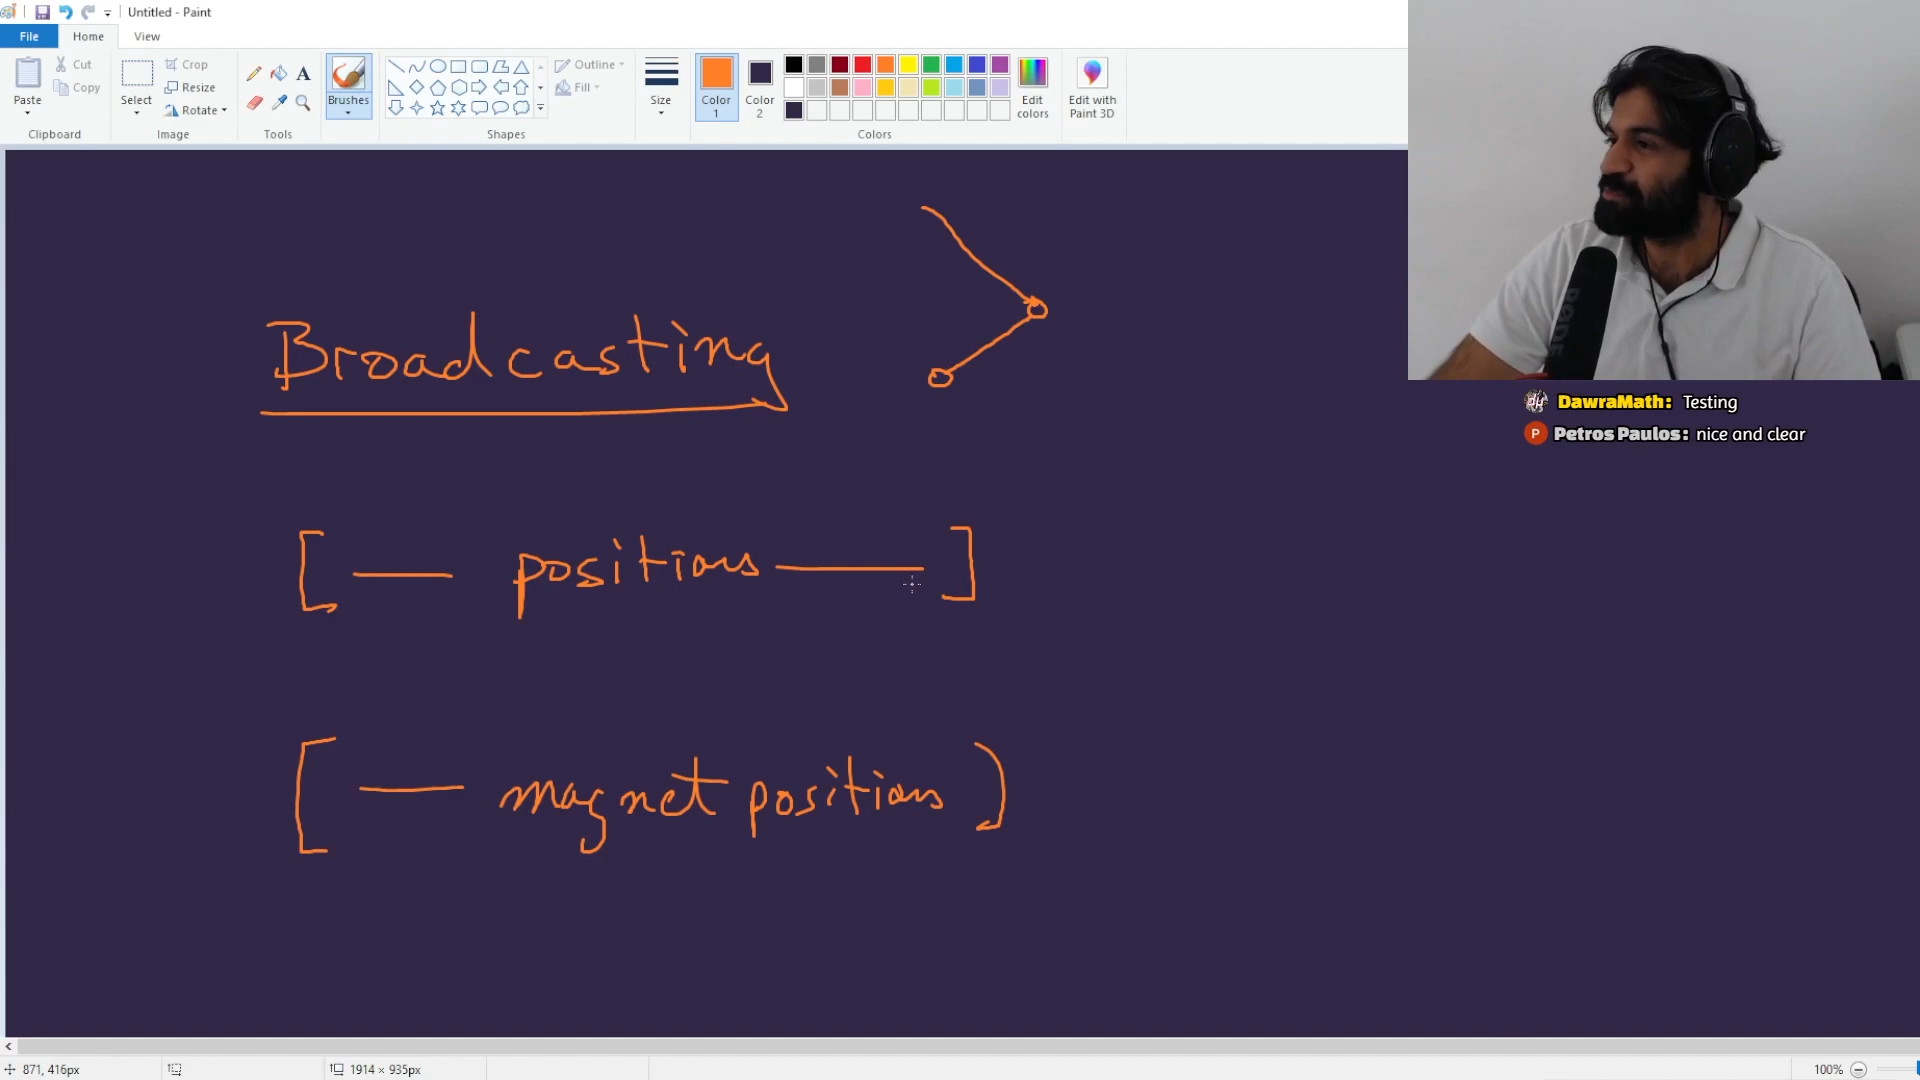 Untitled - Paint
File Home View
Paste
Cut
Copy
Clipboard
Select
Crop
Resize
Rotate
Image
Tools
Brushes
Shapes
Outline
Fill
Size
Color 1
Color 2
Edit colors
Colors
Edit with Paint 3D
Broadcasting
[ — positions — ]
[ — magnet positions )
DawraMath: Testing
P Petros Paulos: nice and clear
871, 416px
1914 × 935px
100%